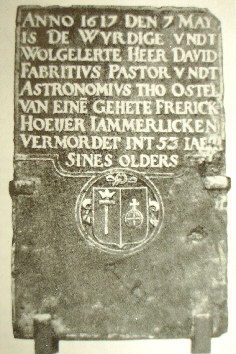 ANNO 1617 DEN 7 MAY
IS DE WYRDIGE VNDT
WOLGELERTE HEER DAVID
FABRITIVS PASTOR VNDT
ASTRONOMIVS THO OSTEL
VAN EINĒ GEHETE FRERICK
HOEIJER IAMMERLICKEN
VERMORDET INT 53 IAER
SINES OLDERS